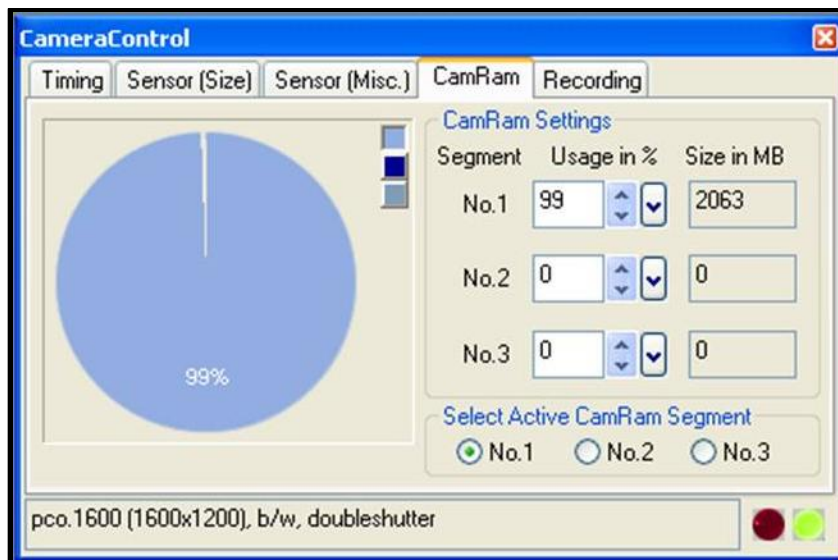 CameraControl
Timing Sensor (Size) Sensor (Misc.) CamRam Recording
CamRam Settings
Segment Usage in % Size in MB
No.1 99 2063
No.2 0 0
No.3 0 0
99%
Select Active CamRam Segment
No.1 No.2 No.3
pco.1600 (1600x1200), b/w, doubleshutter